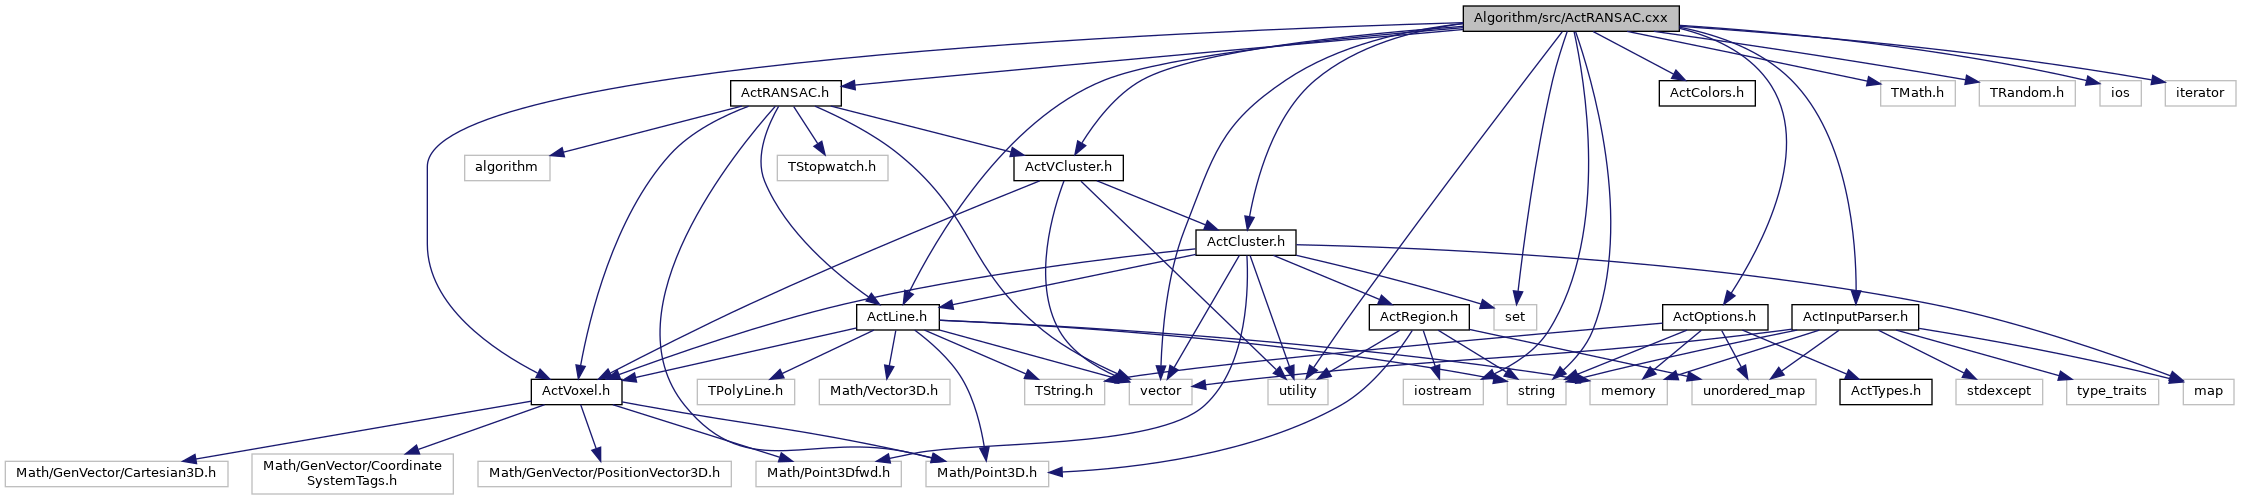 Algorithm/src/ActRANSAC.cxx
ActRANSAC.h
ActColors.h
TMath.h
TRandom.h
ios
iterator
algorithm
TStopwatch.h
ActVCluster.h
ActCluster.h
ActLine.h
ActRegion.h
set
ActOptions.h
ActInputParser.h
ActVoxel.h
TPolyLine.h
Math/Vector3D.h
TString.h
vector
utility
iostream
string
memory
unordered_map
ActTypes.h
stdexcept
type_traits
map
Math/GenVector/Cartesian3D.h
Math/GenVector/Coordinate
SystemTags.h
Math/GenVector/PositionVector3D.h
Math/Point3Dfwd.h
Math/Point3D.h